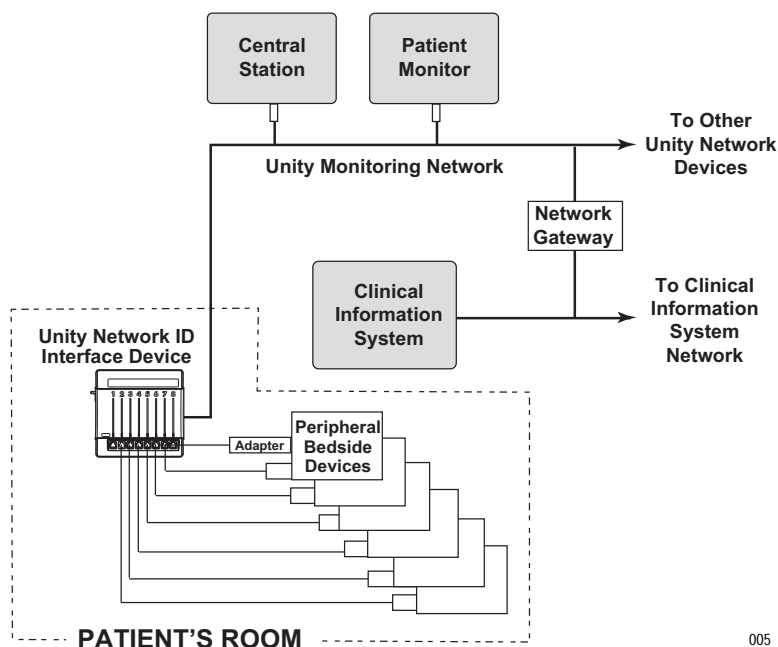 Central
Station
Patient
Monitor
To Other
Unity Network
Devices
Unity Monitoring Network
Network
Gateway
Clinical
Information
System
To Clinical
Information
System
Network
Unity Network ID
Interface Device
1 2 3 4 5 6 7 8
Adapter
Peripheral
Bedside
Devices
PATIENT'S ROOM
005